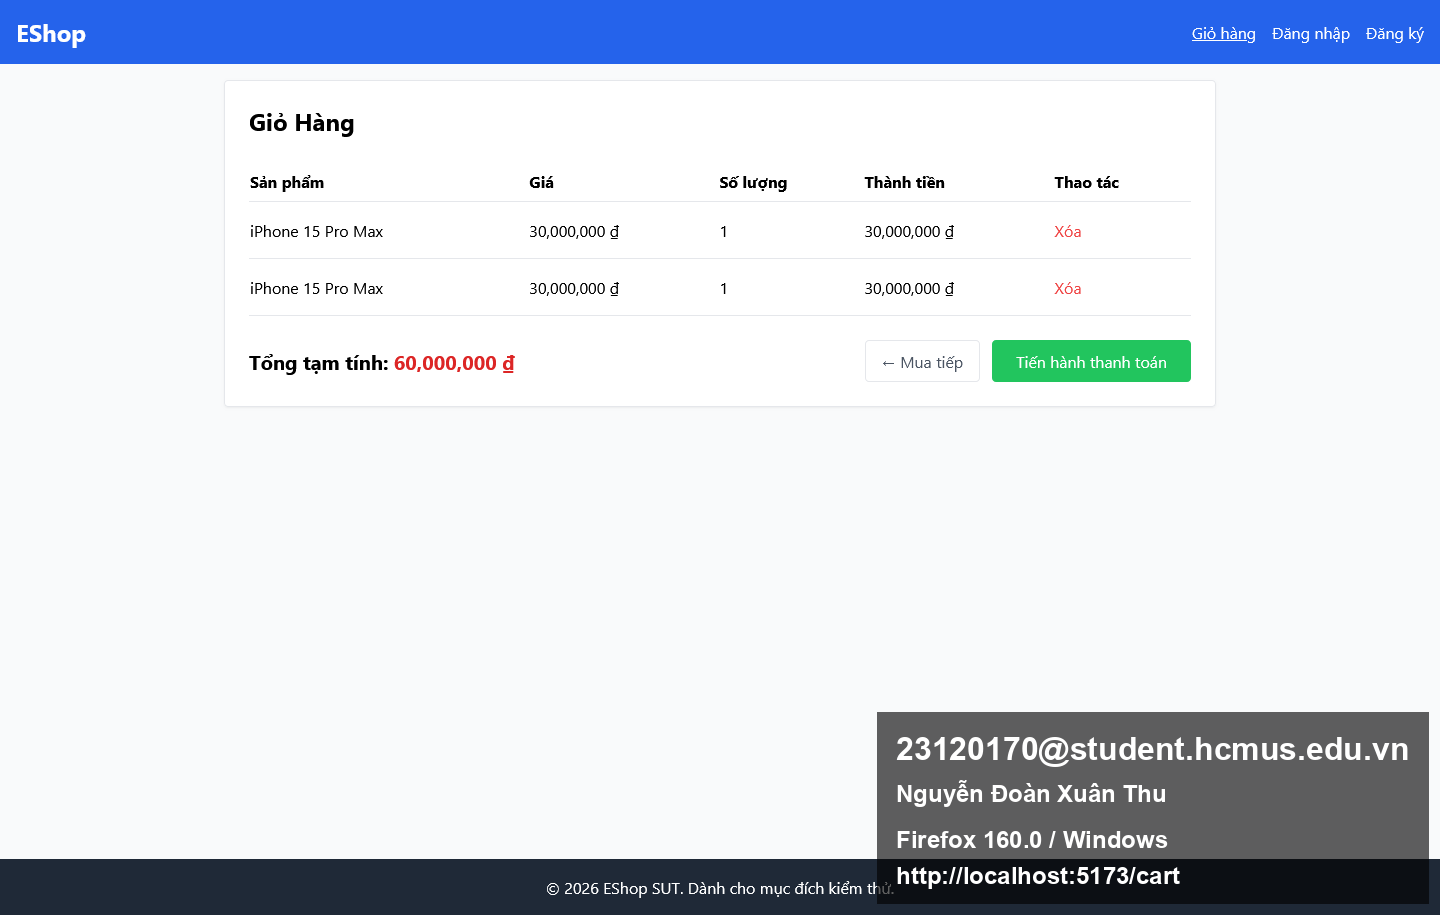 EShop
Giỏ hàng Đăng nhập Đăng ký
Giỏ Hàng
Sản phẩm Giá Số lượng Thành tiền Thao tác
iPhone 15 Pro Max 30,000,000 ₫ 1 30,000,000 ₫ Xóa
iPhone 15 Pro Max 30,000,000 ₫ 1 30,000,000 ₫ Xóa
Tổng tạm tính: 60,000,000 ₫ ← Mua tiếp Tiến hành thanh toán
23120170@student.hcmus.edu.vn
Nguyễn Đoàn Xuân Thu
Firefox 160.0 / Windows
http://localhost:5173/cart
© 2026 EShop SUT. Dành cho mục đích kiểm thử.